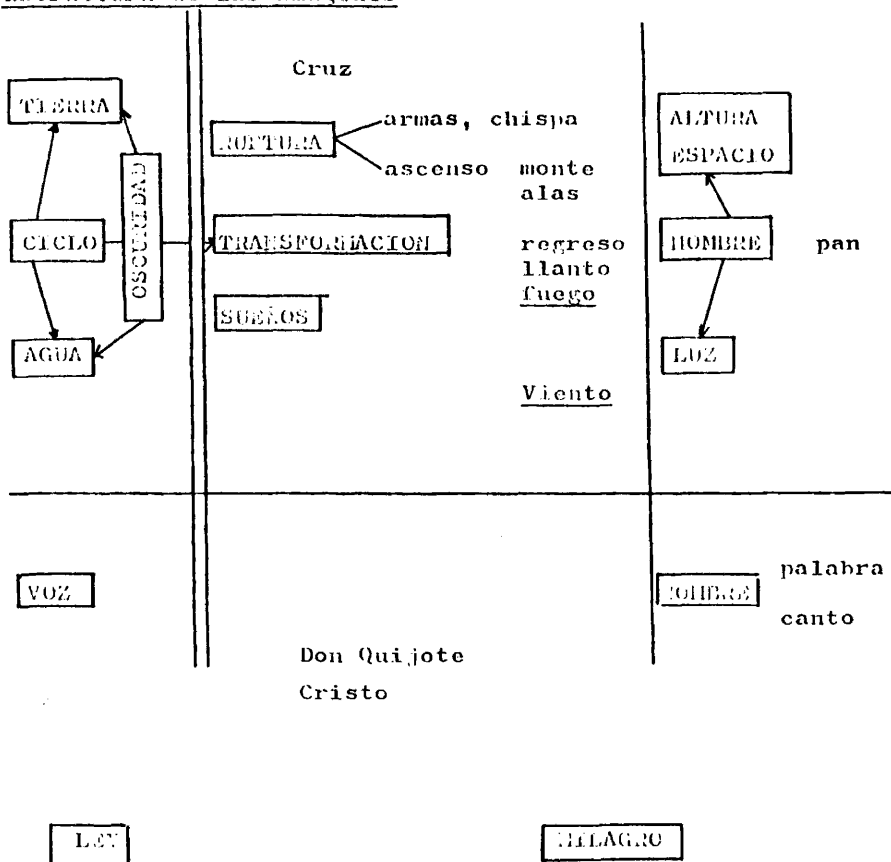 Cruz
TIERRA
RUPTURA
armas, chispa
ascenso monte
alas
ALTURA
ESPACIO
OSCURIDAD
CICLO
TRANSFORMACION
regreso
llanto
fuego
HOMBRE
pan
SUEÑOS
AGUA
LUZ
Viento
VOZ
palabra
canto
Don Quijote
Cristo
LEY
MILAGRO